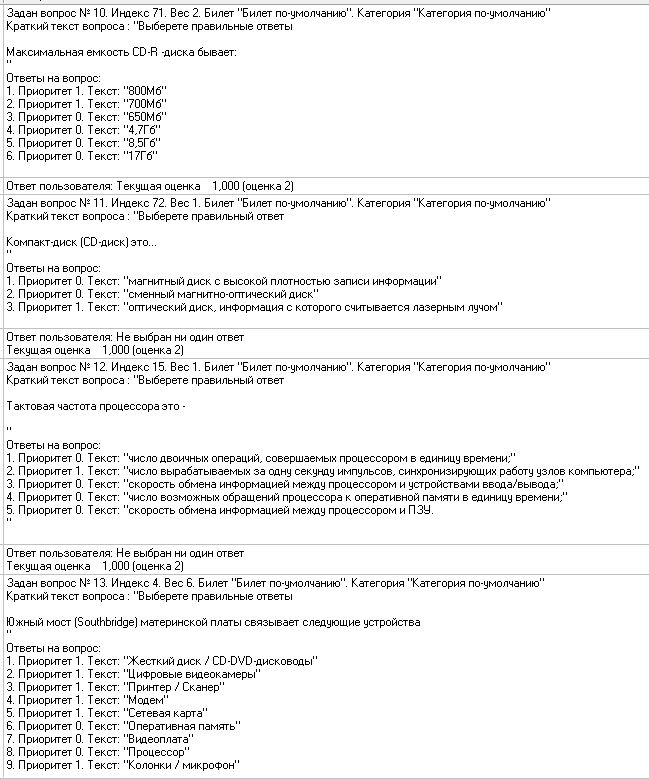 Задан вопрос № 10. Индекс 71. Вес 2. Билет "Билет по-умолчанию". Категория "Категория по-умолчанию"
Краткий текст вопроса : "Выберете правильные ответы
Максимальная емкость CD-R -диска бывает:
"
Ответы на вопрос:
1. Приоритет 1. Текст: "800Мб"
2. Приоритет 1. Текст: "700Мб"
3. Приоритет 0. Текст: "650Мб"
4. Приоритет 0. Текст: "4,7Гб"
5. Приоритет 0. Текст: "8,5Гб"
6. Приоритет 0. Текст: "17Гб"
Ответ пользователя: Текущая оценка 1,000 (оценка 2)
Задан вопрос № 11. Индекс 72. Вес 1. Билет "Билет по-умолчанию". Категория "Категория по-умолчанию"
Краткий текст вопроса : "Выберете правильный ответ
Компакт-диск (CD-диск) это...
"
Ответы на вопрос:
1. Приоритет 0. Текст: "магнитный диск с высокой плотностью записи информации"
2. Приоритет 0. Текст: "сменный магнитно-оптический диск"
3. Приоритет 1. Текст: "оптический диск, информация с которого считывается лазерным лучом"
Ответ пользователя: Не выбран ни один ответ
Текущая оценка 1,000 (оценка 2)
Задан вопрос № 12. Индекс 15. Вес 1. Билет "Билет по-умолчанию". Категория "Категория по-умолчанию"
Краткий текст вопроса : "Выберете правильный ответ
Тактовая частота процессора это -
"
Ответы на вопрос:
1. Приоритет 0. Текст: "число двоичных операций, совершаемых процессором в единицу времени;"
2. Приоритет 1. Текст: "число вырабатываемых за одну секунду импульсов, синхронизирующих работу узлов компьютера;"
3. Приоритет 0. Текст: "скорость обмена информацией между процессором и устройствами ввода/вывода;"
4. Приоритет 0. Текст: "число возможных обращений процессора к оперативной памяти в единицу времени;"
5. Приоритет 0. Текст: "скорость обмена информацией между процессором и ПЗУ.
"
Ответ пользователя: Не выбран ни один ответ
Текущая оценка 1,000 (оценка 2)
Задан вопрос № 13. Индекс 4. Вес 6. Билет "Билет по-умолчанию". Категория "Категория по-умолчанию"
Краткий текст вопроса : "Выберете правильные ответы
Южный мост (Southbridge) материнской платы связывает следующие устройства
"
Ответы на вопрос:
1. Приоритет 1. Текст: "Жесткий диск / CD-DVD-дисководы"
2. Приоритет 1. Текст: "Цифровые видеокамеры"
3. Приоритет 1. Текст: "Принтер / Сканер"
4. Приоритет 1. Текст: "Модем"
5. Приоритет 1. Текст: "Сетевая карта"
6. Приоритет 0. Текст: "Оперативная память"
7. Приоритет 0. Текст: "Видеоплата"
8. Приоритет 0. Текст: "Процессор"
9. Приоритет 1. Текст: "Колонки / микрофон"